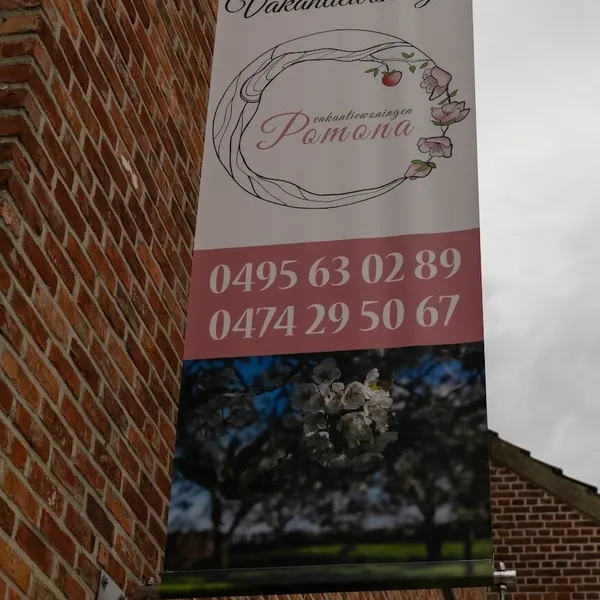 vakantiewoningen
Pomona
0495 63 02 89
0474 29 50 67